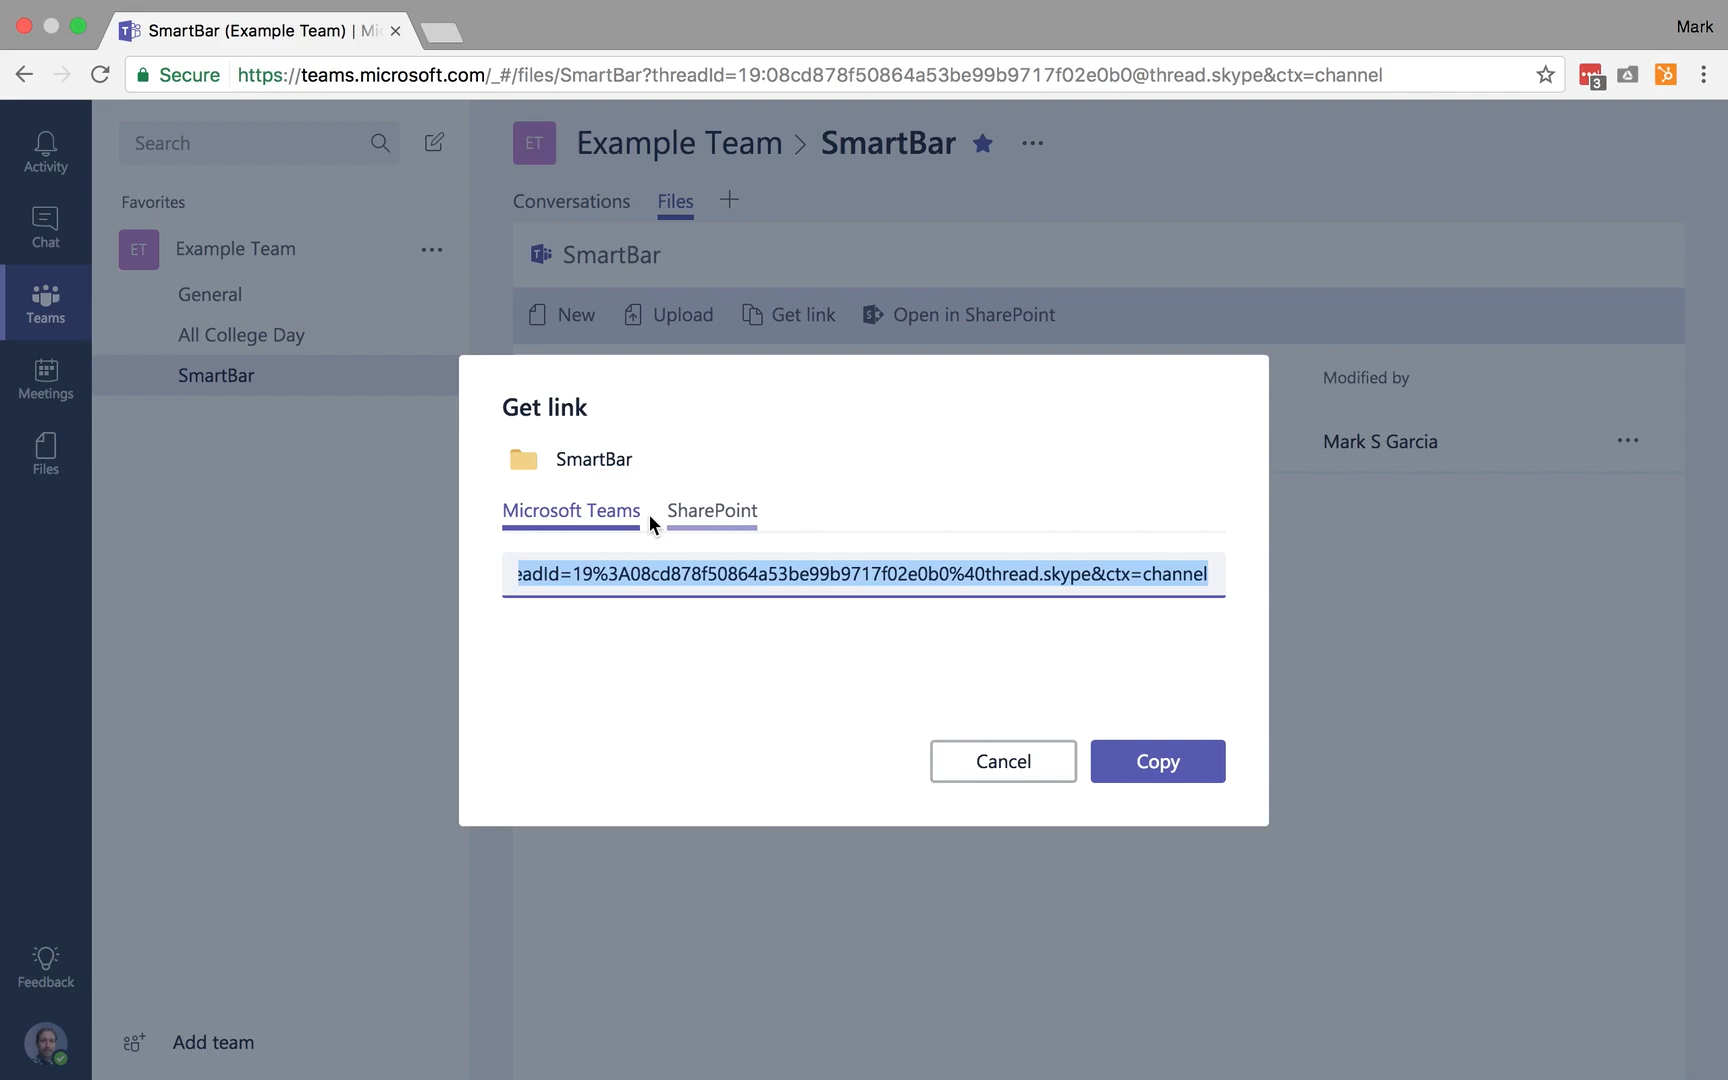 SmartBar (Example Team) | Mi
Mark
Secure
https://teams.microsoft.com/_#/files/SmartBar?threadId=19:08cd878f50864a53be99b9717f02e0b0@thread.skype&ctx=channel
3
Activity
Chat
Teams
Meetings
Files
Feedback
Search
Favorites
ET
Example Team
General
All College Day
SmartBar
Add team
ET
Example Team > SmartBar
Conversations
Files
SmartBar
New
Upload
Get link
Open in SharePoint
Modified by
Mark S Garcia
Get link
SmartBar
Microsoft Teams
SharePoint
eadId=19%3A08cd878f50864a53be99b9717f02e0b0%40thread.skype&ctx=channel
Cancel
Copy